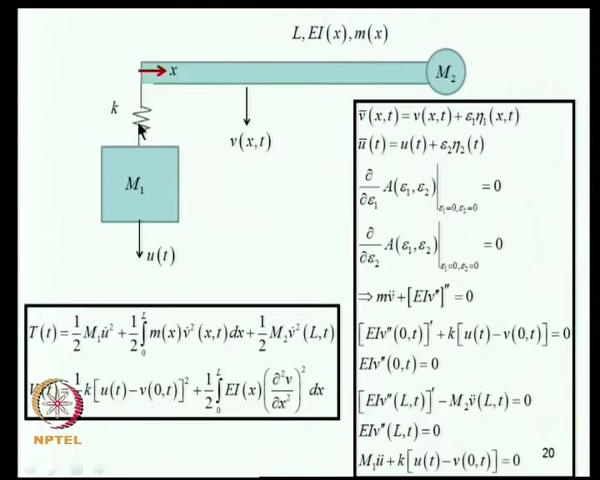 L, EI(x), m(x)
x
M₂
k
v(x,t)
M₁
u(t)
v̄(x,t) = v(x,t) + ε₁η₁(x,t)
ū(t) = u(t) + ε₂η₂(t)
∂/∂ε₁ A(ε₁,ε₂)|_{ε₁=0,ε₂=0} = 0
∂/∂ε₂ A(ε₁,ε₂)|_{ε₁=0,ε₂=0} = 0
⇒ mv̈ + [EIv″]″ = 0
[EIv″(0,t)]′ + k[u(t) − v(0,t)] = 0
EIv″(0,t) = 0
[EIv″(L,t)]′ − M₂v̈(L,t) = 0
EIv″(L,t) = 0
M₁ü + k[u(t) − v(0,t)] = 0
T(t) = 1/2 M₁u̇² + 1/2 ∫₀ᴸ m(x)v̇²(x,t)dx + 1/2 M₂v̇²(L,t)
V(t) = 1/2 k[u(t) − v(0,t)]² + 1/2 ∫₀ᴸ EI(x)(∂²v/∂x²)² dx
NPTEL
20